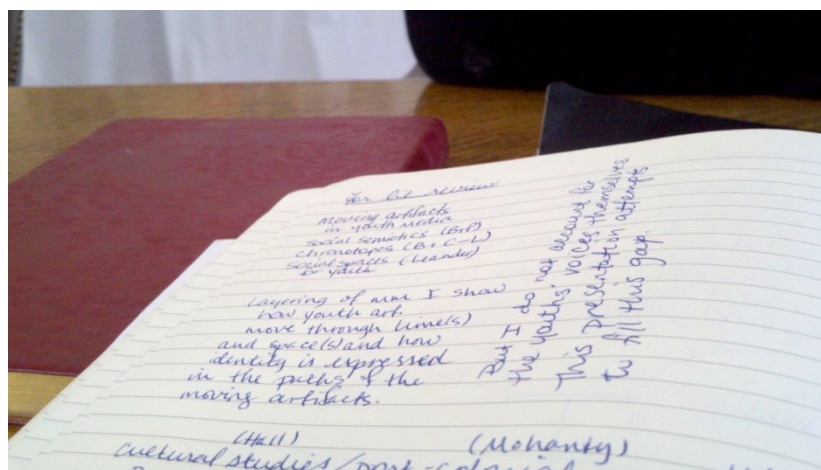 for lit review
moving artifacts
in youth media
social semiotics (B+P)
chronotopes (B + C-L)
social spaces (Leander)
for youth
Layering of mm I show
how youth art.
move through time(s)
and space(s) and how
identity is expressed
in the paths of the
moving artifacts.
But I do not account for
the youths' voices themselves
This presentation attempts
to fill this gap.
(Hall) (Mohanty)
Cultural studies/post-colonial